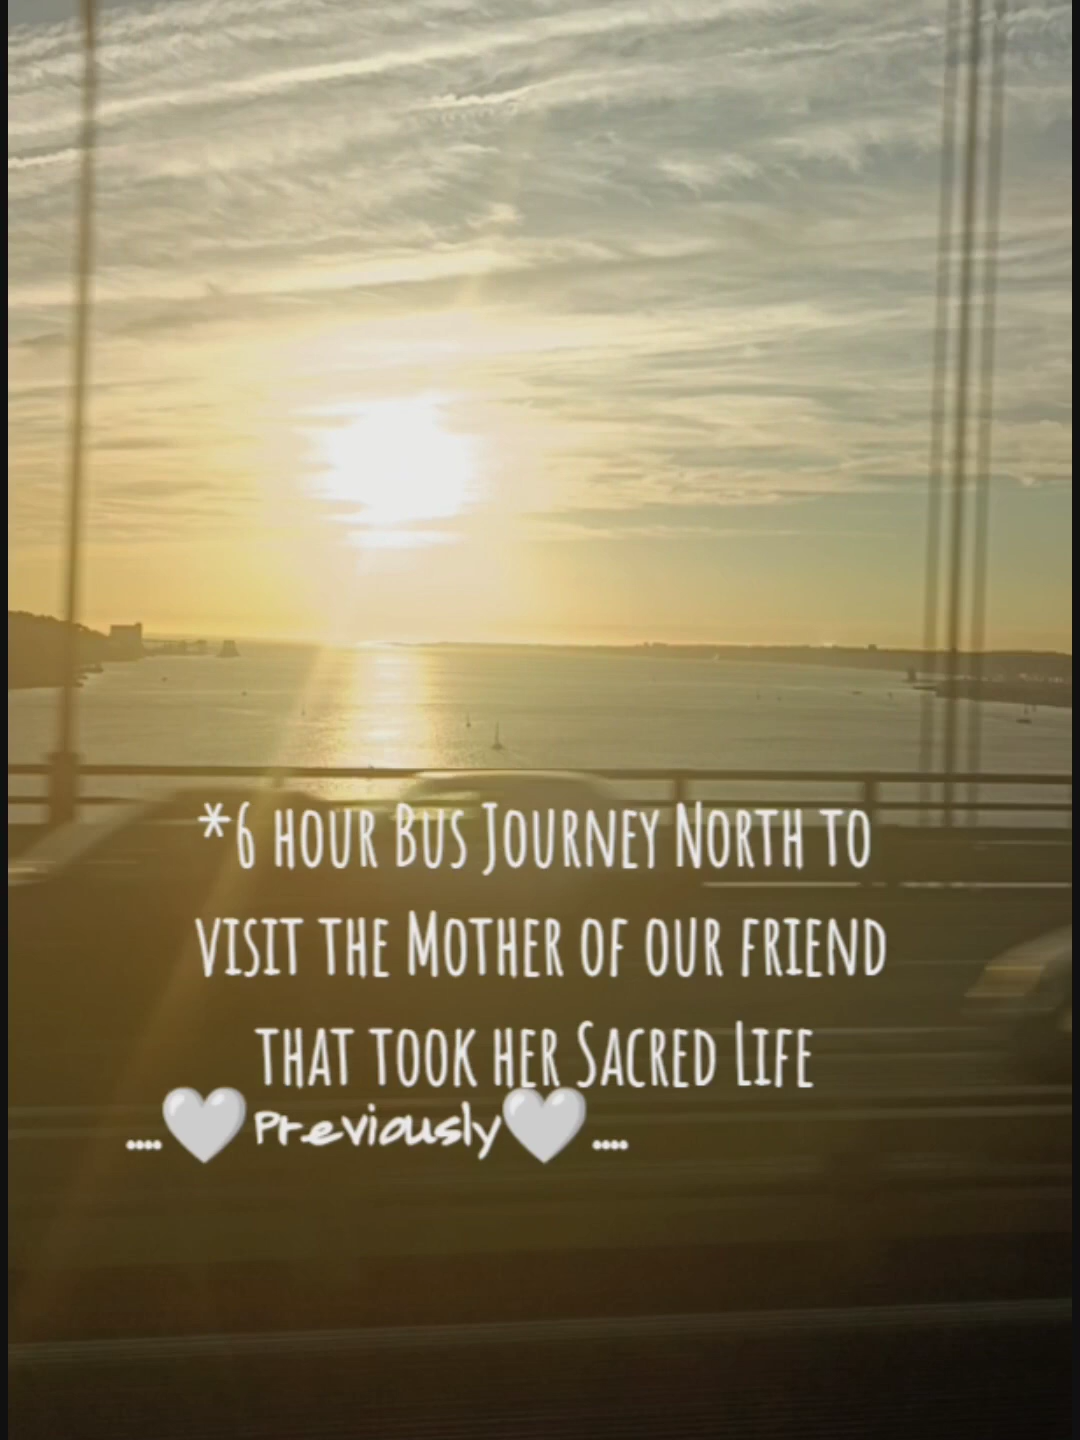 *6 hour Bus Journey North to
visit the Mother of our friend
that took her Sacred Life
....🤍Previously🤍....